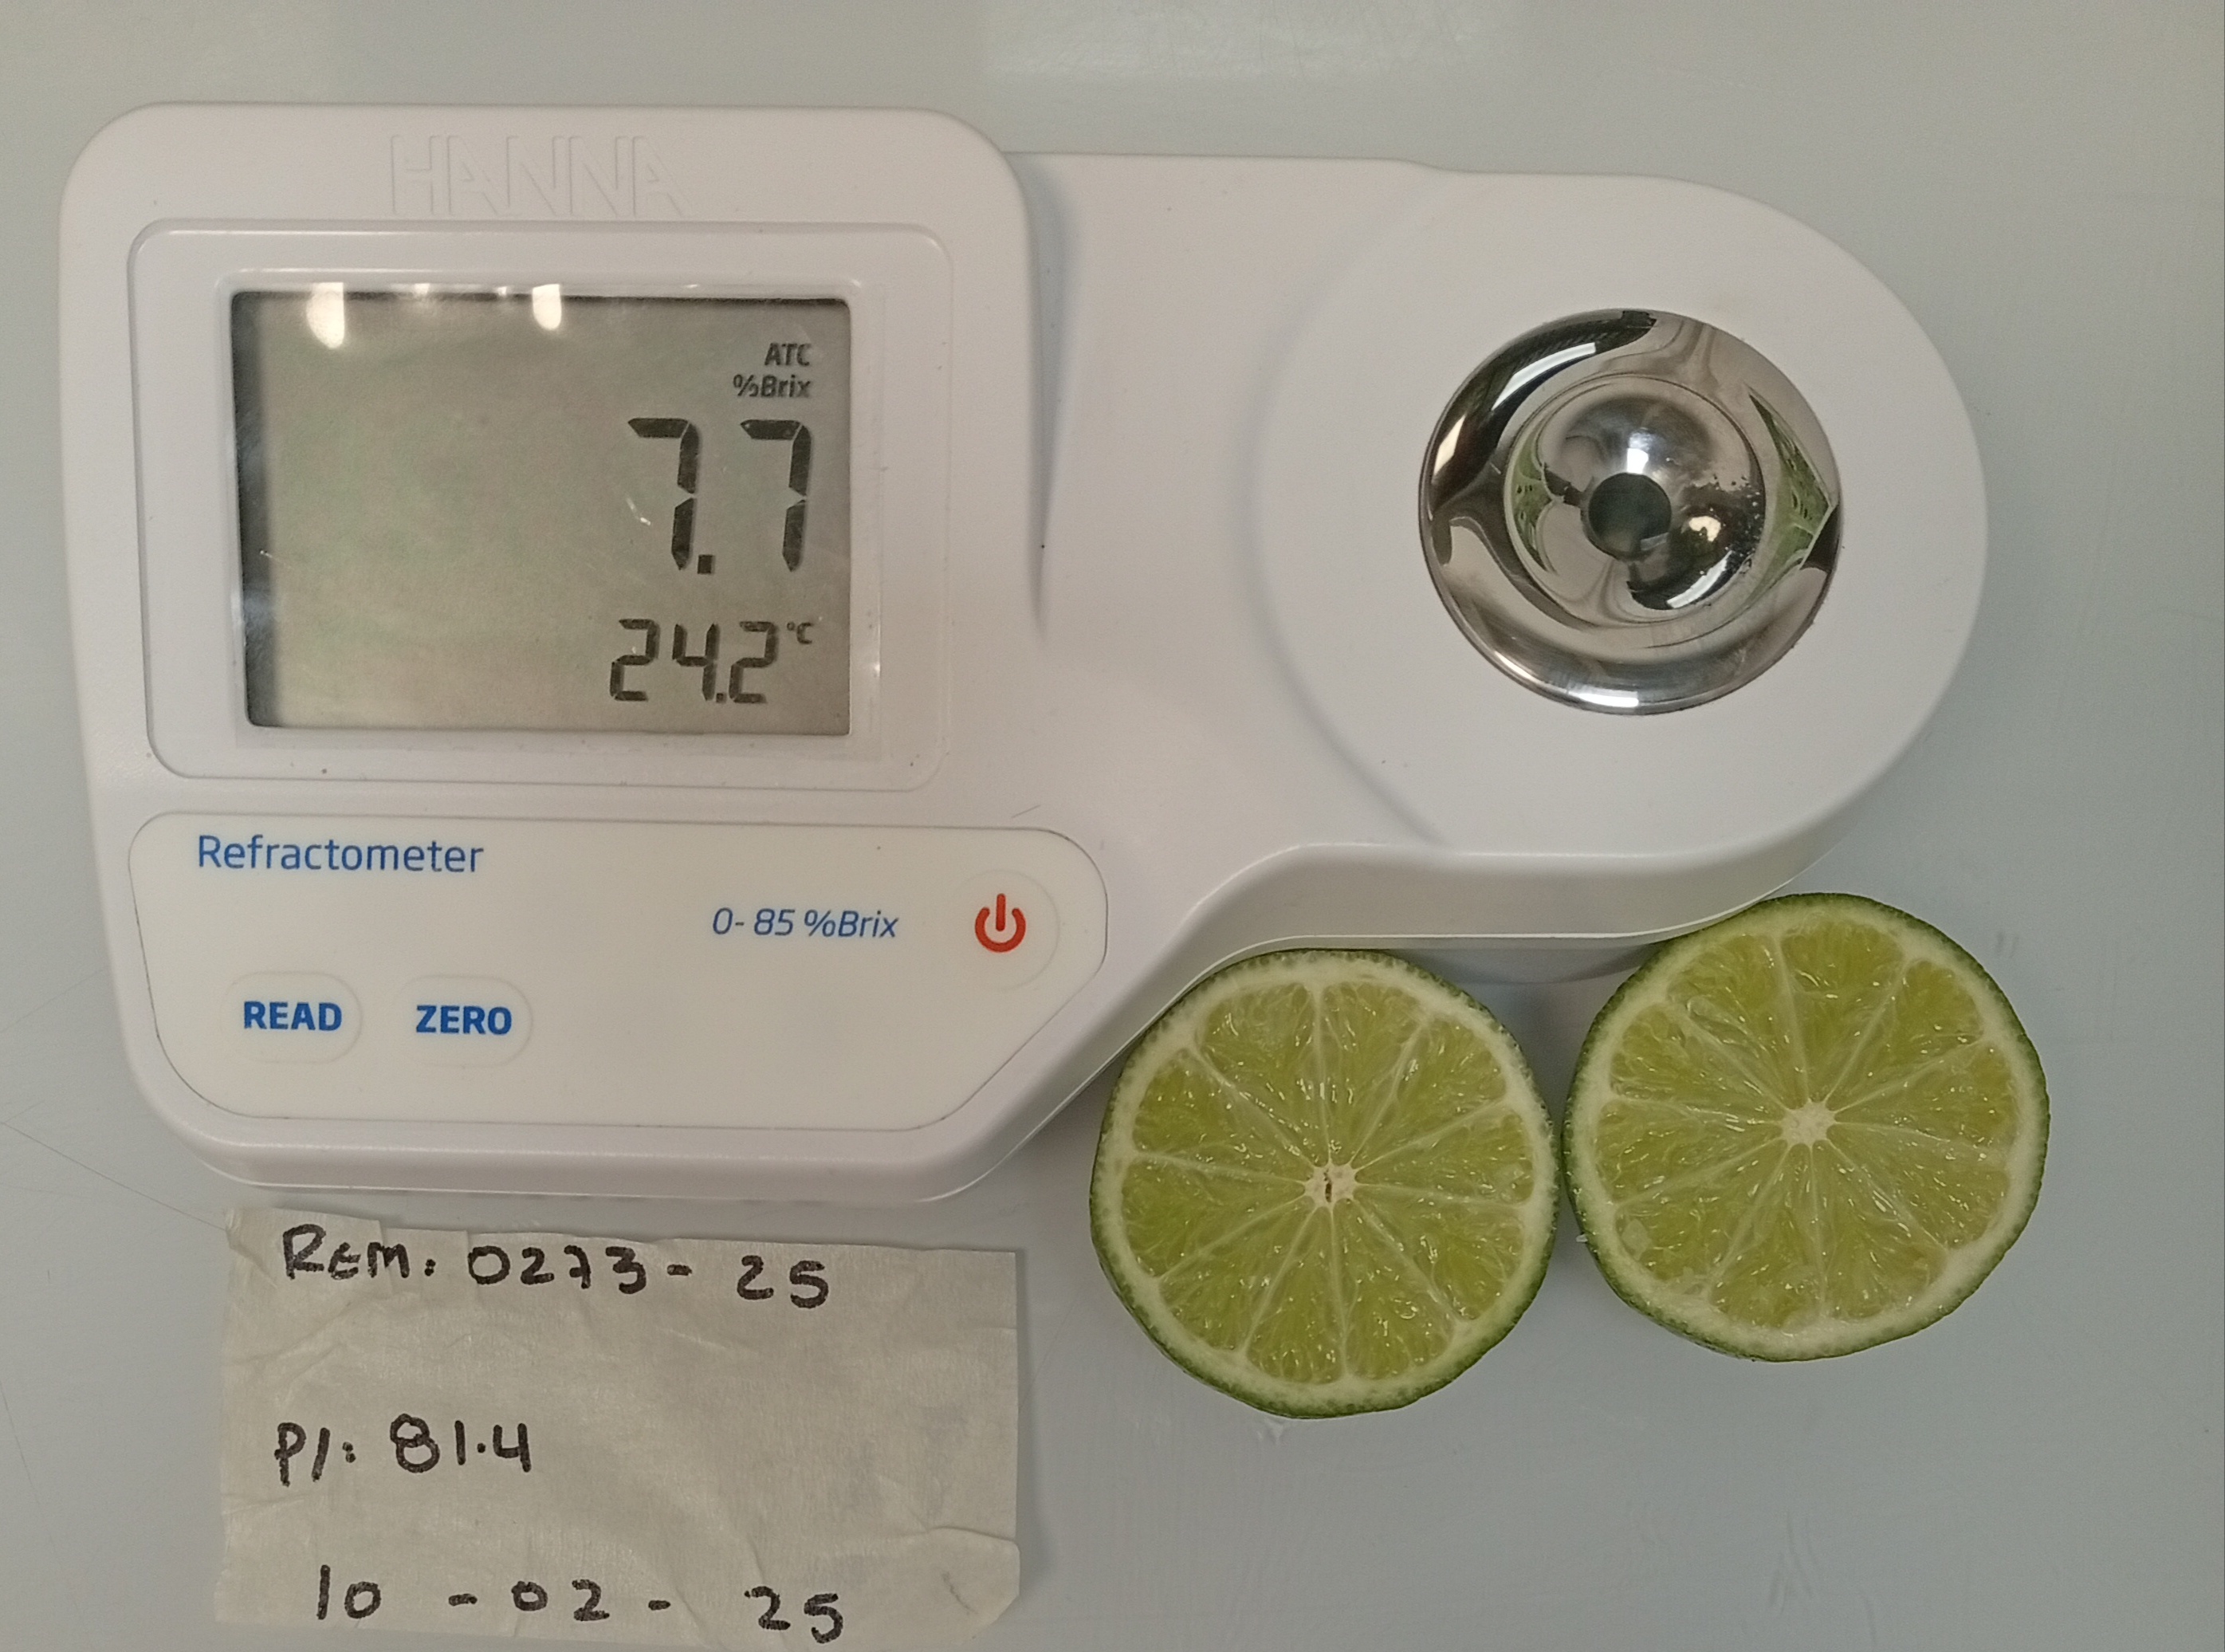 HANNA
ATC
%Brix
7.7
24.2°C
Refractometer
0-85 %Brix
READ ZERO
REM: 0273-25
P/: 81.4
10-02-25